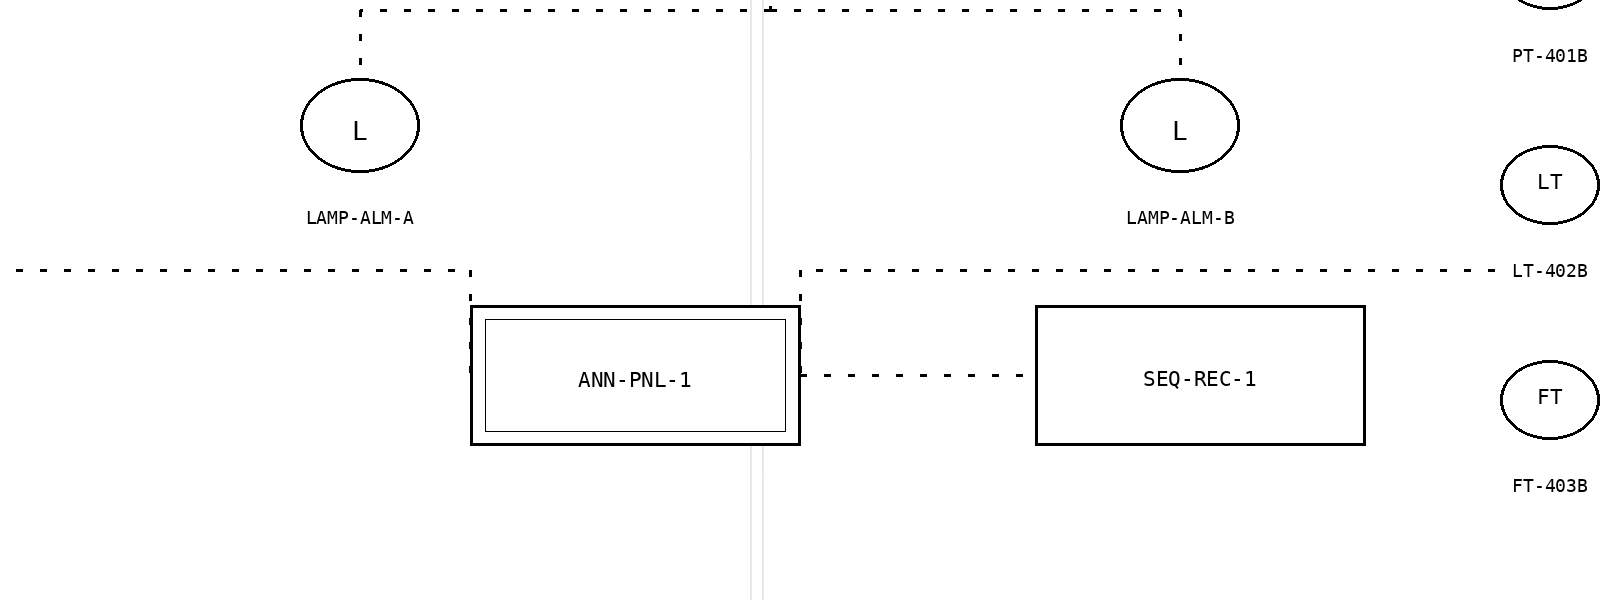 PT-401B
L
L
LT
LAMP-ALM-A
LAMP-ALM-B
LT-402B
ANN-PNL-1
SEQ-REC-1
FT
FT-403B